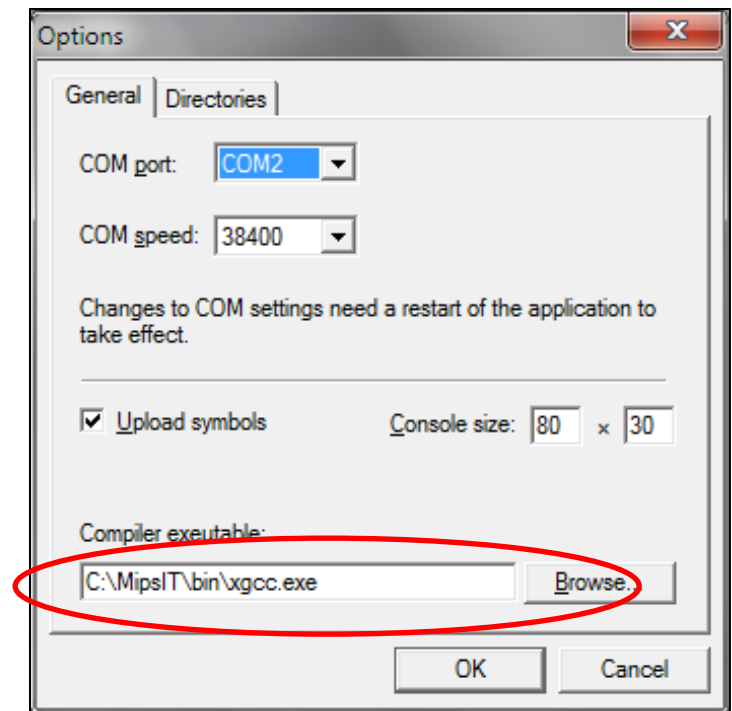 Options
General Directories
COM port: COM2
COM speed: 38400
Changes to COM settings need a restart of the application to
take effect.
Upload symbols Console size: 80 × 30
Compiler exeutable:
C:\MipsIT\bin\xgcc.exe Browse...
OK Cancel